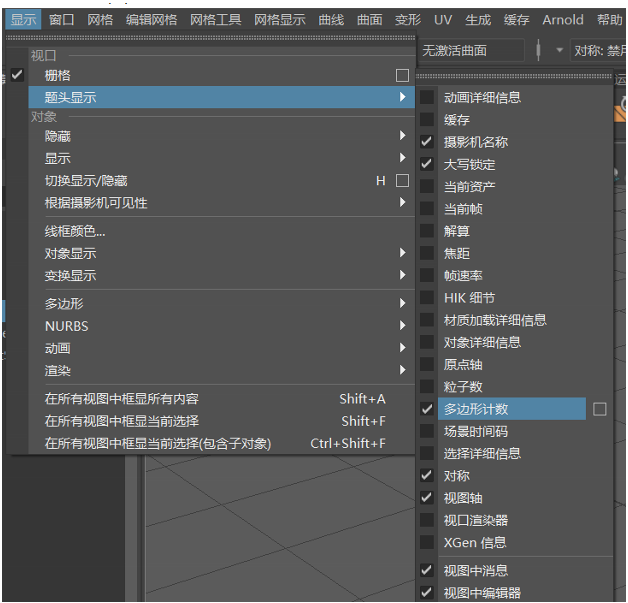 显示 窗口 网格 编辑网格 网格工具 网格显示 曲线 曲面 变形 UV 生成 缓存 Arnold 帮助
无激活曲面 对称: 禁用
视口
栅格
题头显示
对象
隐藏
显示
切换显示/隐藏 H
根据摄影机可见性
线框颜色...
对象显示
变换显示
多边形
NURBS
动画
渲染
在所有视图中框显所有内容 Shift+A
在所有视图中框显当前选择 Shift+F
在所有视图中框显当前选择(包含子对象) Ctrl+Shift+F
动画详细信息
缓存
摄影机名称
大写锁定
当前资产
当前帧
解算
焦距
帧速率
HIK 细节
材质加载详细信息
对象详细信息
原点轴
粒子数
多边形计数
场景时间码
选择详细信息
对称
视图轴
视口渲染器
XGen 信息
视图中消息
视图中编辑器